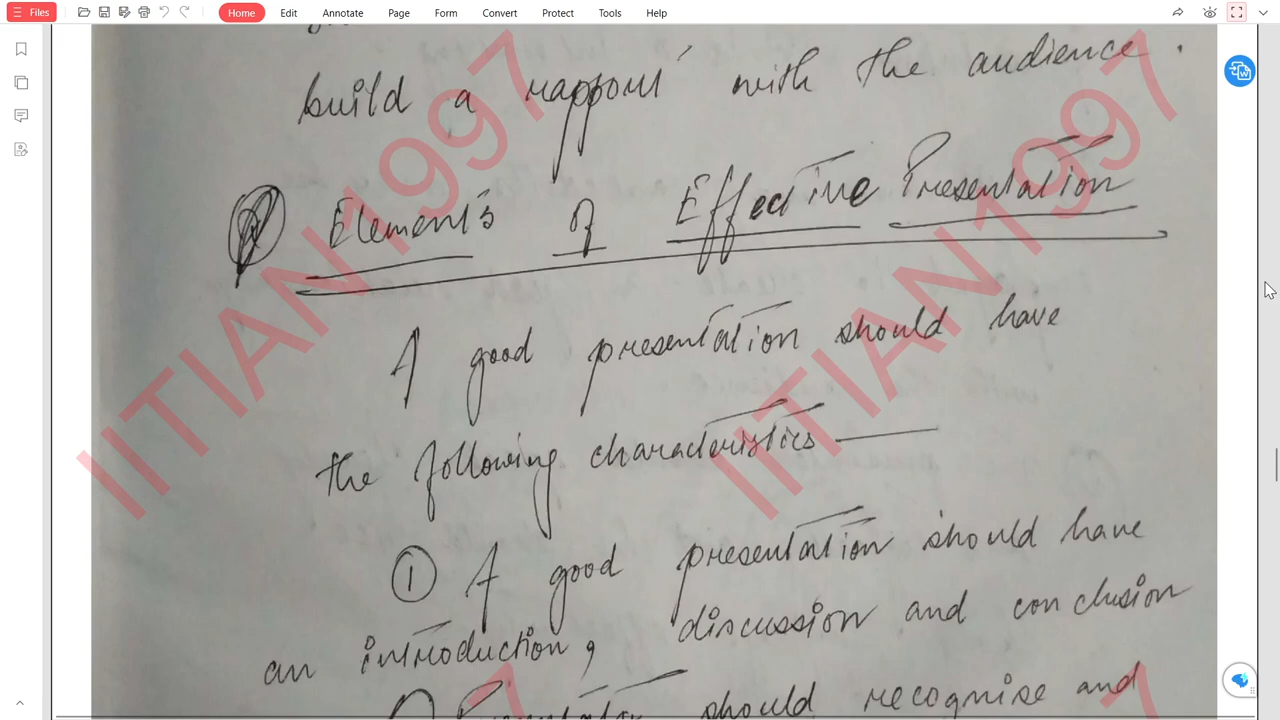 Files
Home
Edit
Annotate
Page
Form
Convert
Protect
Tools
Help
build a rapport with the audience.
Elements of Effective Presentation
A good presentation should have
the following characteristics —
① A good presentation should have
an introduction, discussion and conclusion
should recognise and
IITIAN1997
IITIAN1997